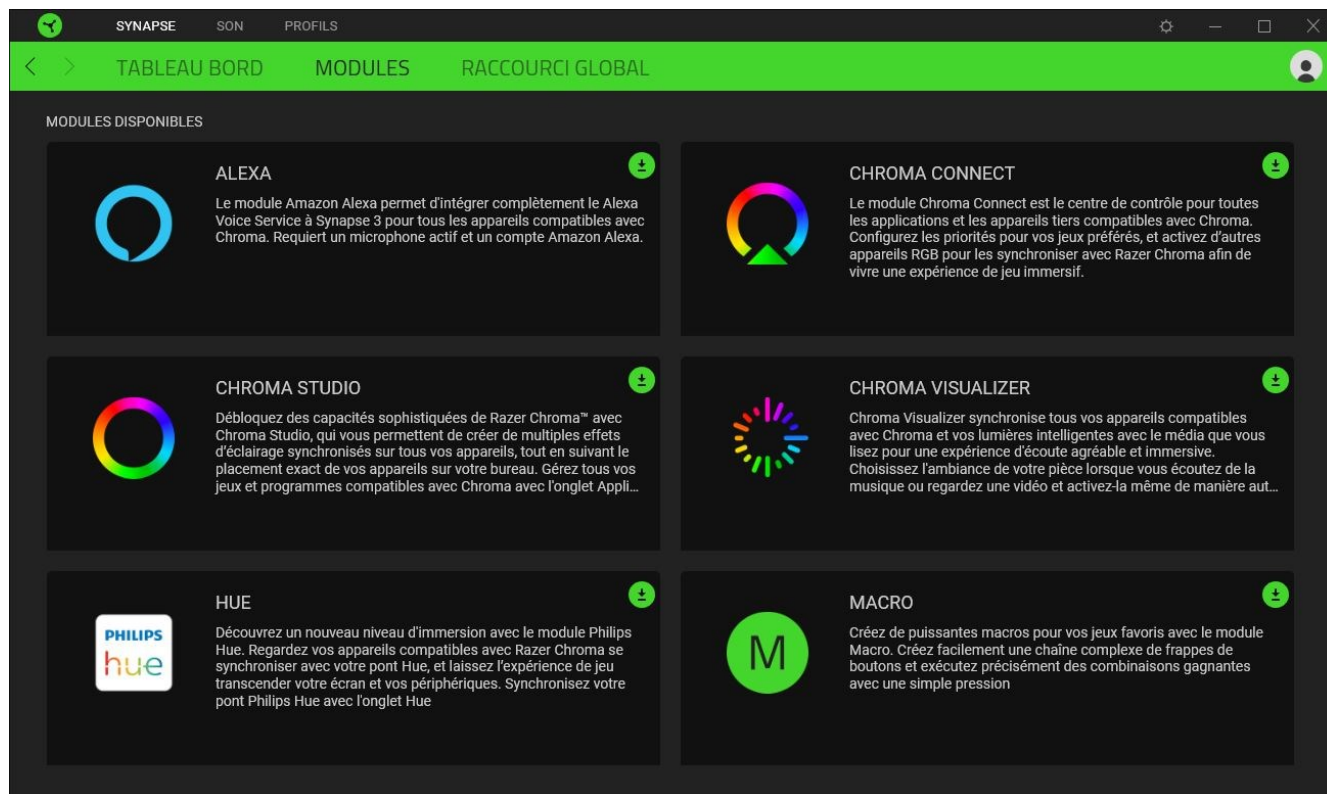 SYNAPSE SON PROFILS
TABLEAU BORD MODULES RACCOURCI GLOBAL
MODULES DISPONIBLES
ALEXA
Le module Amazon Alexa permet d'intégrer complètement le Alexa
Voice Service à Synapse 3 pour tous les appareils compatibles avec
Chroma. Requiert un microphone actif et un compte Amazon Alexa.
CHROMA CONNECT
Le module Chroma Connect est le centre de contrôle pour toutes
les applications et les appareils tiers compatibles avec Chroma.
Configurez les priorités pour vos jeux préférés, et activez d'autres
appareils RGB pour les synchroniser avec Razer Chroma afin de
vivre une expérience de jeu immersif.
CHROMA STUDIO
Débloquez des capacités sophistiquées de Razer Chroma™ avec
Chroma Studio, qui vous permettent de créer de multiples effets
d'éclairage synchronisés sur tous vos appareils, tout en suivant le
placement exact de vos appareils sur votre bureau. Gérez tous vos
jeux et programmes compatibles avec Chroma avec l'onglet Appli...
CHROMA VISUALIZER
Chroma Visualizer synchronise tous vos appareils compatibles
avec Chroma et vos lumières intelligentes avec le média que vous
lisez pour une expérience d'écoute agréable et immersive.
Choisissez l'ambiance de votre pièce lorsque vous écoutez de la
musique ou regardez une vidéo et activez-la même de manière aut...
PHILIPS
hue
HUE
Découvrez un nouveau niveau d'immersion avec le module Philips
Hue. Regardez vos appareils compatibles avec Razer Chroma se
synchroniser avec votre pont Hue, et laissez l'expérience de jeu
transcender votre écran et vos périphériques. Synchronisez votre
pont Philips Hue avec l'onglet Hue
M
MACRO
Créez de puissantes macros pour vos jeux favoris avec le module
Macro. Créez facilement une chaîne complexe de frappes de
boutons et exécutez précisément des combinaisons gagnantes
avec une simple pression